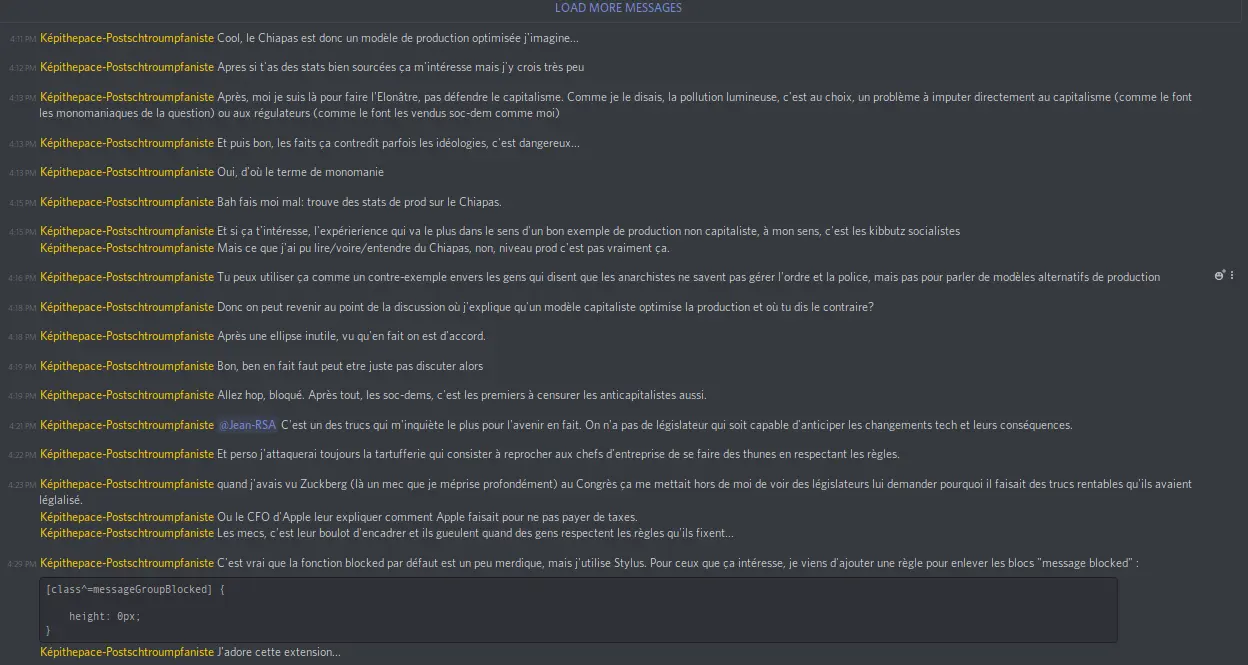 LOAD MORE MESSAGES
4:11 PM Képithepace-Postschtroumpfaniste Cool, le Chiapas est donc un modèle de production optimisée j'imagine...
4:12 PM Képithepace-Postschtroumpfaniste Apres si t'as des stats bien sourcées ça m'intéresse mais j'y crois très peu
4:13 PM Képithepace-Postschtroumpfaniste Après, moi je suis là pour faire l'Elonâtre, pas défendre le capitalisme. Comme je le disais, la pollution lumineuse, c'est au choix, un problème à imputer directement au capitalisme (comme le font
les monomaniaques de la question) ou aux régulateurs (comme le font les vendus soc-dem comme moi)
4:13 PM Képithepace-Postschtroumpfaniste Et puis bon, les faits ça contredit parfois les idéologies, c'est dangereux...
4:13 PM Képithepace-Postschtroumpfaniste Oui, d'où le terme de monomanie
4:15 PM Képithepace-Postschtroumpfaniste Bah fais moi mal: trouve des stats de prod sur le Chiapas.
4:15 PM Képithepace-Postschtroumpfaniste Et si ça t'intéresse, l'expérierience qui va le plus dans le sens d'un bon exemple de production non capitaliste, à mon sens, c'est les kibbutz socialistes
Képithepace-Postschtroumpfaniste Mais ce que j'ai pu lire/voire/entendre du Chiapas, non, niveau prod c'est pas vraiment ça.
4:16 PM Képithepace-Postschtroumpfaniste Tu peux utiliser ça comme un contre-exemple envers les gens qui disent que les anarchistes ne savent pas gérer l'ordre et la police, mais pas pour parler de modèles alternatifs de production
4:18 PM Képithepace-Postschtroumpfaniste Donc on peut revenir au point de la discussion où j'explique qu'un modèle capitaliste optimise la production et où tu dis le contraire?
4:18 PM Képithepace-Postschtroumpfaniste Après une ellipse inutile, vu qu'en fait on est d'accord.
4:19 PM Képithepace-Postschtroumpfaniste Bon, ben en fait faut peut etre juste pas discuter alors
4:19 PM Képithepace-Postschtroumpfaniste Allez hop, bloqué. Après tout, les soc-dems, c'est les premiers à censurer les anticapitalistes aussi.
4:21 PM Képithepace-Postschtroumpfaniste @Jean-RSA C'est un des trucs qui m'inquiète le plus pour l'avenir en fait. On n'a pas de législateur qui soit capable d'anticiper les changements tech et leurs conséquences.
4:22 PM Képithepace-Postschtroumpfaniste Et perso j'attaquerai toujours la tartufferie qui consister à reprocher aux chefs d'entreprise de se faire des thunes en respectant les règles.
4:23 PM Képithepace-Postschtroumpfaniste quand j'avais vu Zuckberg (là un mec que je méprise profondément) au Congrès ça me mettait hors de moi de voir des législateurs lui demander pourquoi il faisait des trucs rentables qu'ils avaient
léglalisé.
Képithepace-Postschtroumpfaniste Ou le CFO d'Apple leur expliquer comment Apple faisait pour ne pas payer de taxes.
Képithepace-Postschtroumpfaniste Les mecs, c'est leur boulot d'encadrer et ils gueulent quand des gens respectent les règles qu'ils fixent...
4:29 PM Képithepace-Postschtroumpfaniste C'est vrai que la fonction blocked par défaut est un peu merdique, mais j'utilise Stylus. Pour ceux que ça intéress, je viens d'ajouter une règle pour enlever les blocs "message blocked" :
[class^=messageGroupBlocked] {
height: 0px;
}
Képithepace-Postschtroumpfaniste J'adore cette extension...